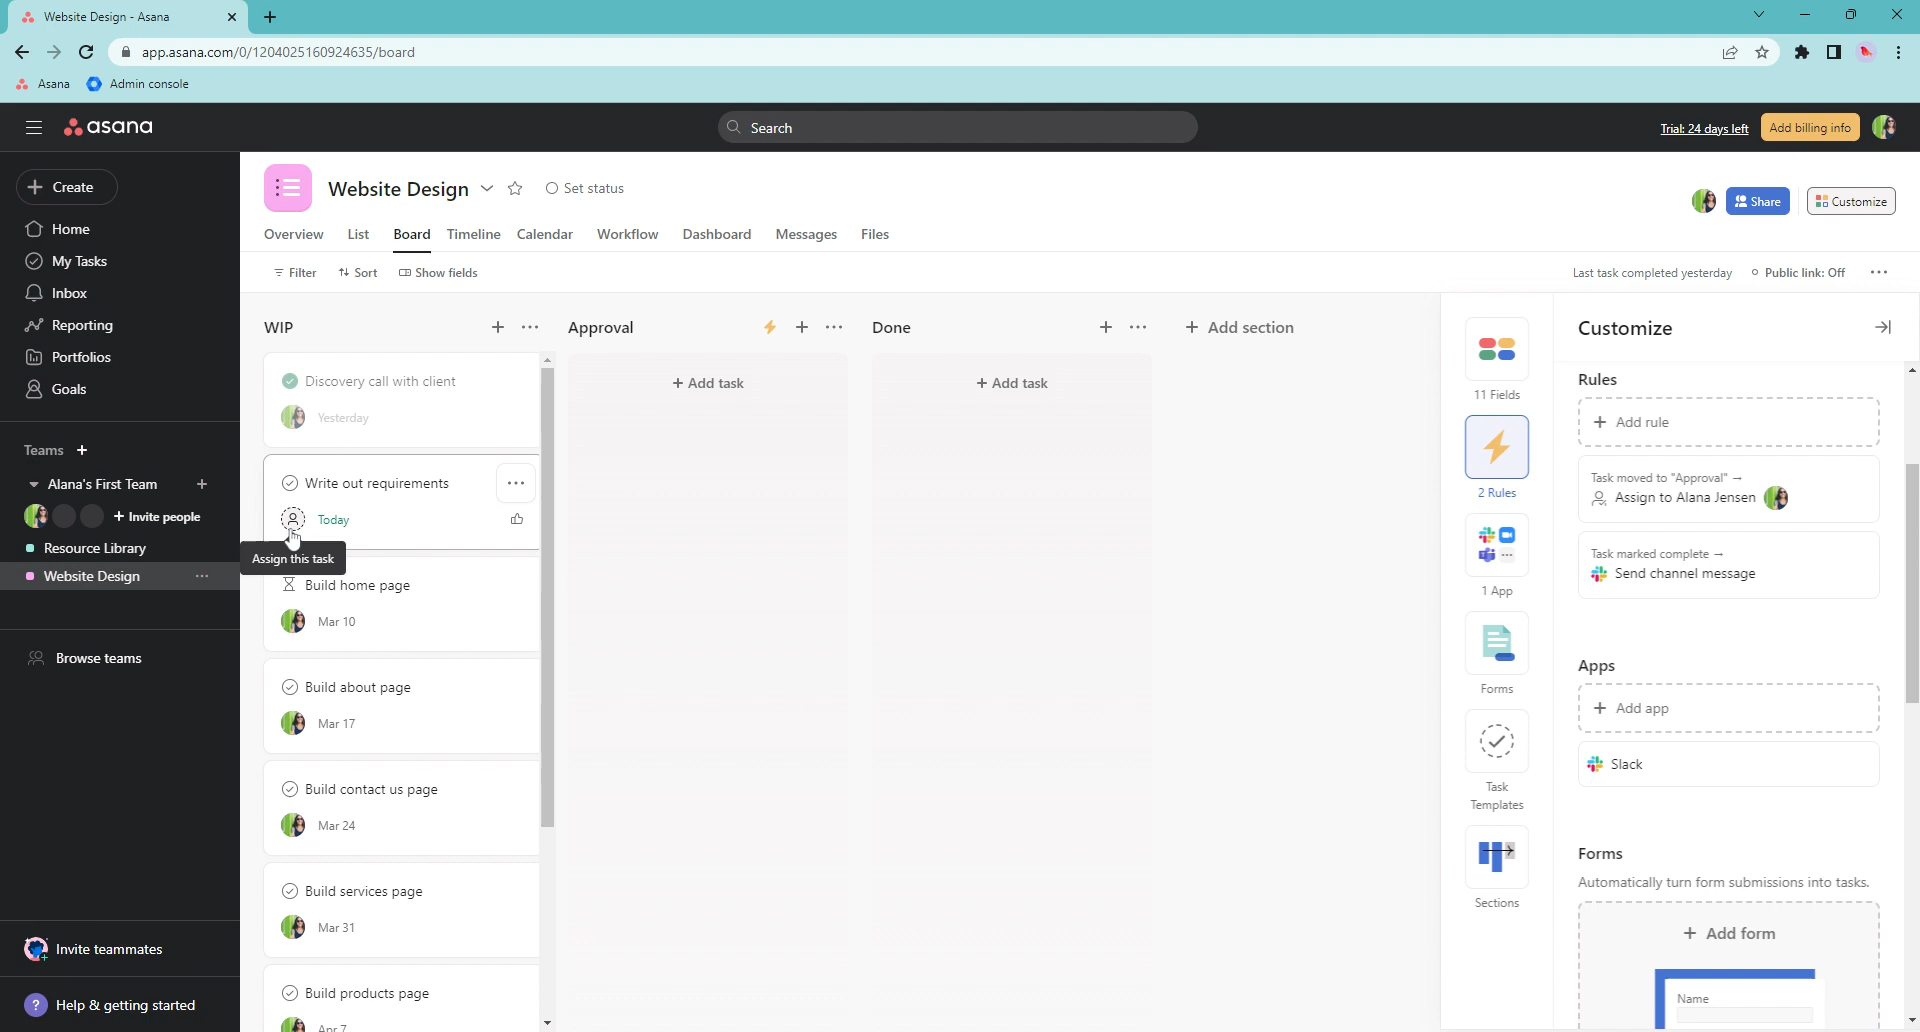 Website Design - Asana
app.asana.com/0/1204025160924635/board
Asana Admin console
asana
Search
Trial: 24 days left
Add billing info
Create
Home
My Tasks
Inbox
Reporting
Portfolios
Goals
Teams
Alana's First Team
Invite people
Resource Library
Website Design
Browse teams
Invite teammates
? Help & getting started
Website Design
Set status
Share
Customize
Overview List Board Timeline Calendar Workflow Dashboard Messages Files
Filter Sort Show fields
Last task completed yesterday Public link: Off
WIP
Discovery call with client
Yesterday
Write out requirements
Today
Assign this task
Build home page
Mar 10
Build about page
Mar 17
Build contact us page
Mar 24
Build services page
Mar 31
Build products page
Apr 7
Approval
+ Add task
Done
+ Add task
+ Add section
11 Fields
2 Rules
1 App
Forms
Task
Templates
Sections
Customize
Rules
+ Add rule
Task moved to "Approval" →
Assign to Alana Jensen
Task marked complete →
Send channel message
Apps
+ Add app
Slack
Forms
Automatically turn form submissions into tasks.
+ Add form
Name